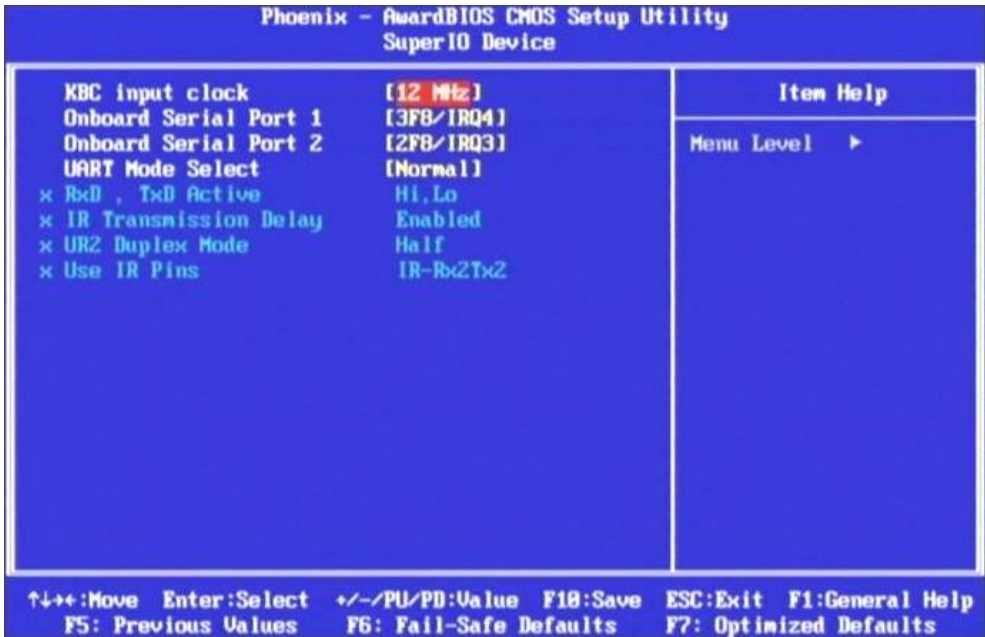 Phoenix - AwardBIOS CMOS Setup Utility
SuperIO Device
KBC input clock [12 MHz]
Onboard Serial Port 1 [3F8/IRQ4]
Onboard Serial Port 2 [2F8/IRQ3]
UART Mode Select [Normal]
x RxD , TxD Active Hi,Lo
x IR Transmission Delay Enabled
x UR2 Duplex Mode Half
x Use IR Pins IR-Rx2Tx2
Item Help
Menu Level ▶
↑↓→←:Move Enter:Select +/-/PU/PD:Value F10:Save ESC:Exit F1:General Help
F5: Previous Values F6: Fail-Safe Defaults F7: Optimized Defaults